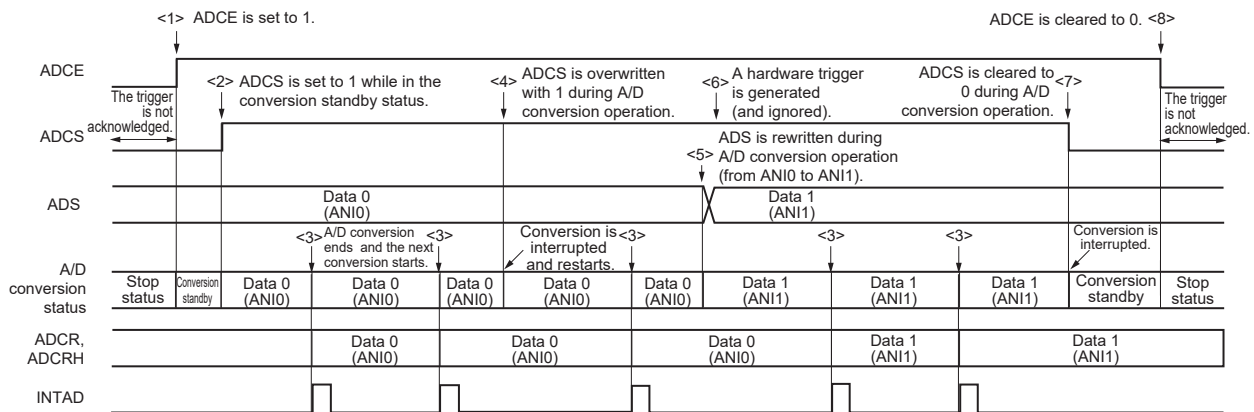 <1> ADCE is set to 1.
ADCE is cleared to 0. <8>
ADCE
<2> ADCS is set to 1 while in the
conversion standby status.
<4> ADCS is overwritten
with 1 during A/D
conversion operation.
<6> A hardware trigger
is generated
(and ignored).
ADCS is cleared to <7>
0 during A/D
conversion operation.
The trigger
is not
acknowledged.
The trigger
is not
acknowledged.
ADCS
<5> ADS is rewritten during
A/D conversion operation
(from ANI0 to ANI1).
ADS
Data 0
(ANI0)
Data 1
(ANI1)
<3> A/D conversion
ends and the next
conversion starts.
<3>
Conversion is
interrupted
and restarts.
<3>
<3>
<3>
Conversion is
interrupted.
A/D
conversion
status
Stop
status
Conversion
standby
Data 0
(ANI0)
Data 0
(ANI0)
Data 0
(ANI0)
Data 0
(ANI0)
Data 0
(ANI0)
Data 1
(ANI1)
Data 1
(ANI1)
Data 1
(ANI1)
Conversion
standby
Stop
status
ADCR,
ADCRH
Data 0
(ANI0)
Data 0
(ANI0)
Data 0
(ANI0)
Data 1
(ANI1)
Data 1
(ANI1)
INTAD